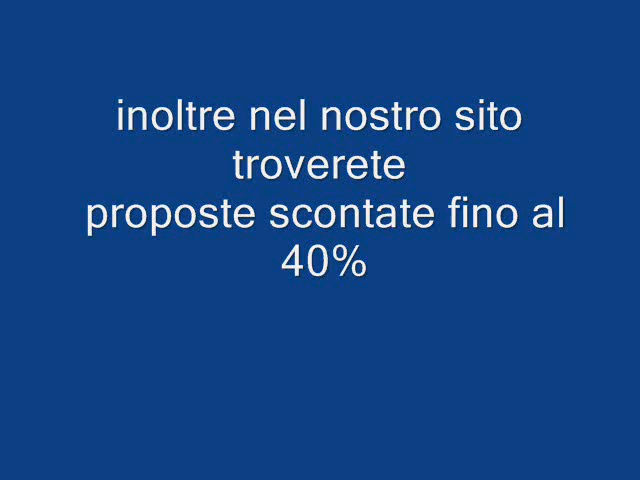 inoltre nel nostro sito
troverete
proposte scontate fino al
40%